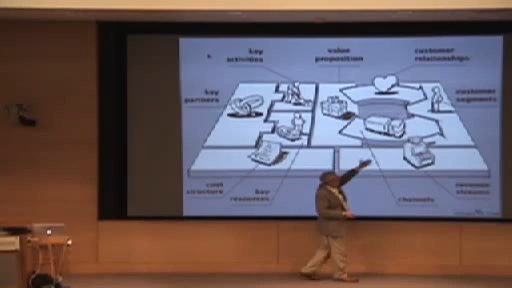 key
activities
value
proposition
customer
relationships
key
partners
customer
segments
cost
structure
key
resources
channels
revenue
streams